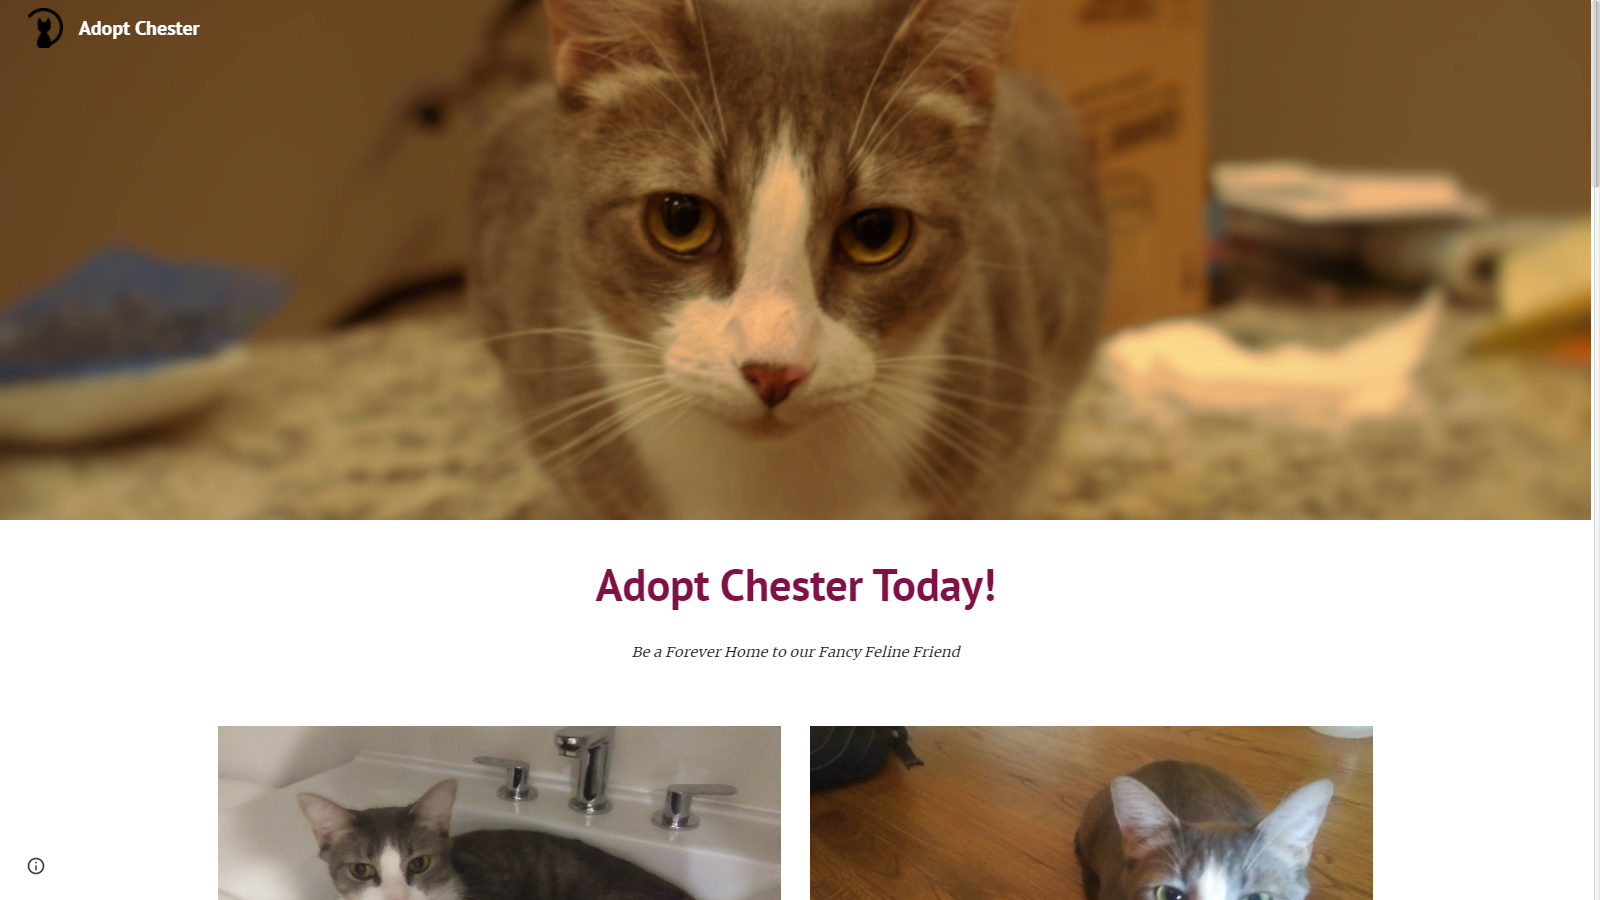 Adopt Chester
Adopt Chester Today!
Be a Forever Home to our Fancy Feline Friend